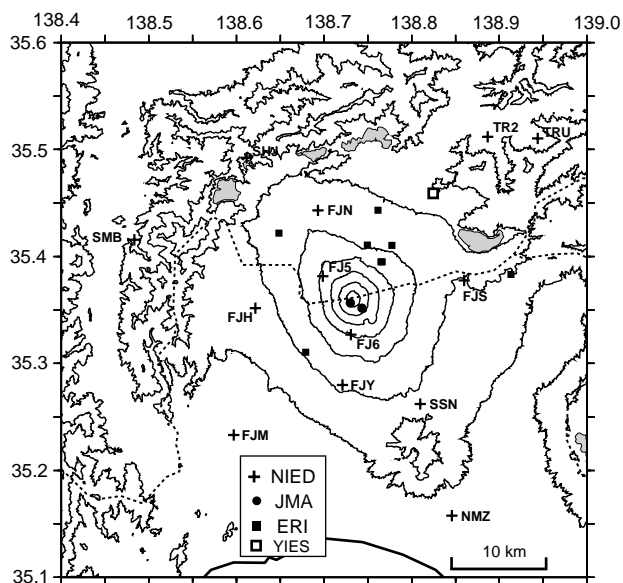 138.4 138.5 138.6 138.7 138.8 138.9 139.0
35.6
35.5
35.4
35.3
35.2
35.1
TR2
TRU
SHJ
FJN
SMB
FJ5
FJS
FJH
FJ6
FJY
SSN
FJM
NMZ
NIED
JMA
ERI
YIES
10 km